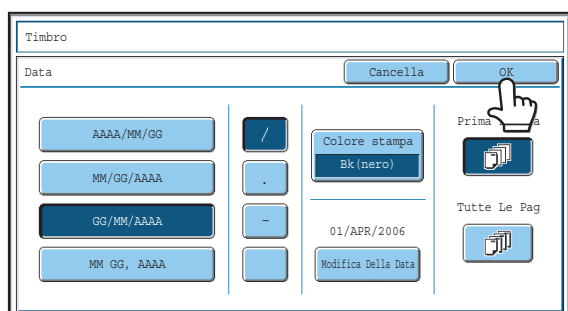 Timbro
Data
Cancella
OK
AAAA/MM/GG
MM/GG/AAAA
GG/MM/AAAA
MM GG, AAAA
/
.
-
Colore stampa
Bk(nero)
01/APR/2006
Modifica Della Data
Prima
Tutte Le Pag